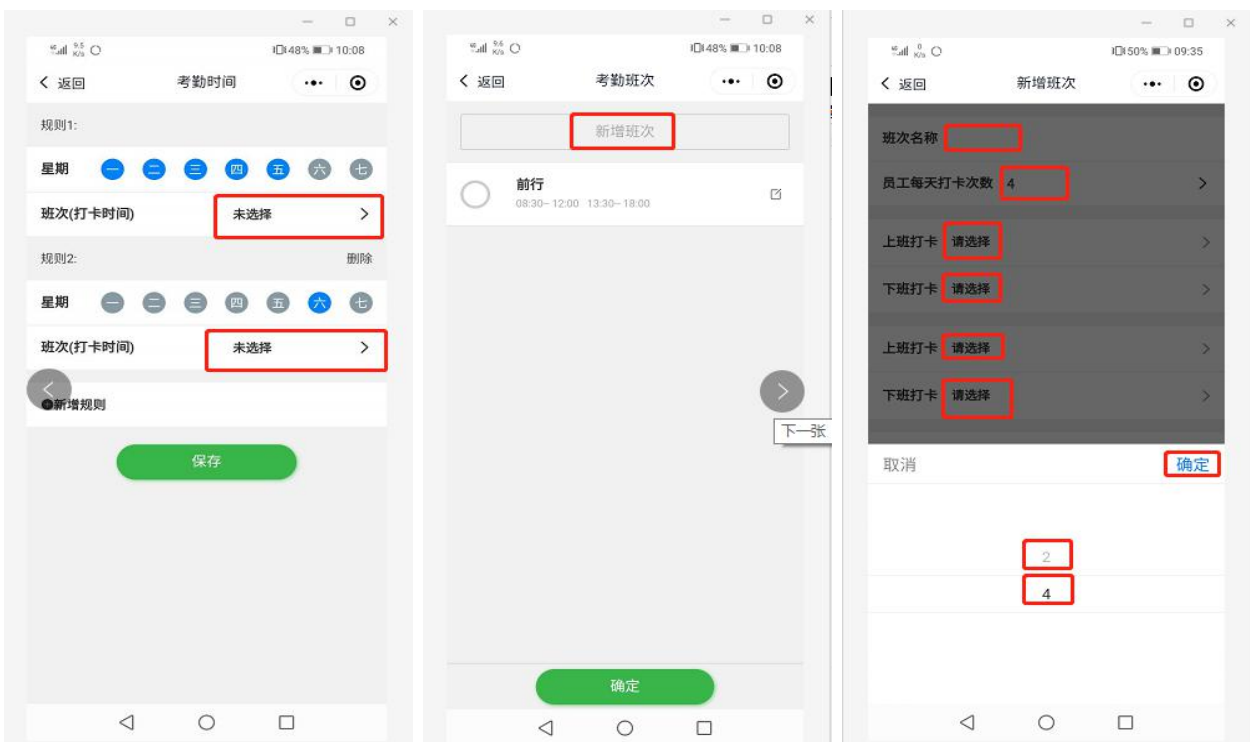 9.5
K/s
48% 10:08
返回
考勤时间
规则1:
星期 一 二 三 四 五 六 七
班次(打卡时间) 未选择
规则2: 删除
星期 一 二 三 四 五 六 七
班次(打卡时间) 未选择
新增规则
保存
9.6
K/s
48% 10:08
返回
考勤班次
新增班次
前行
08:30-12:00 13:30-18:00
下一张
确定
0
K/s
50% 09:35
返回
新增班次
班次名称
员工每天打卡次数 4
上班打卡 请选择
下班打卡 请选择
上班打卡 请选择
下班打卡 请选择
取消 确定
2
4